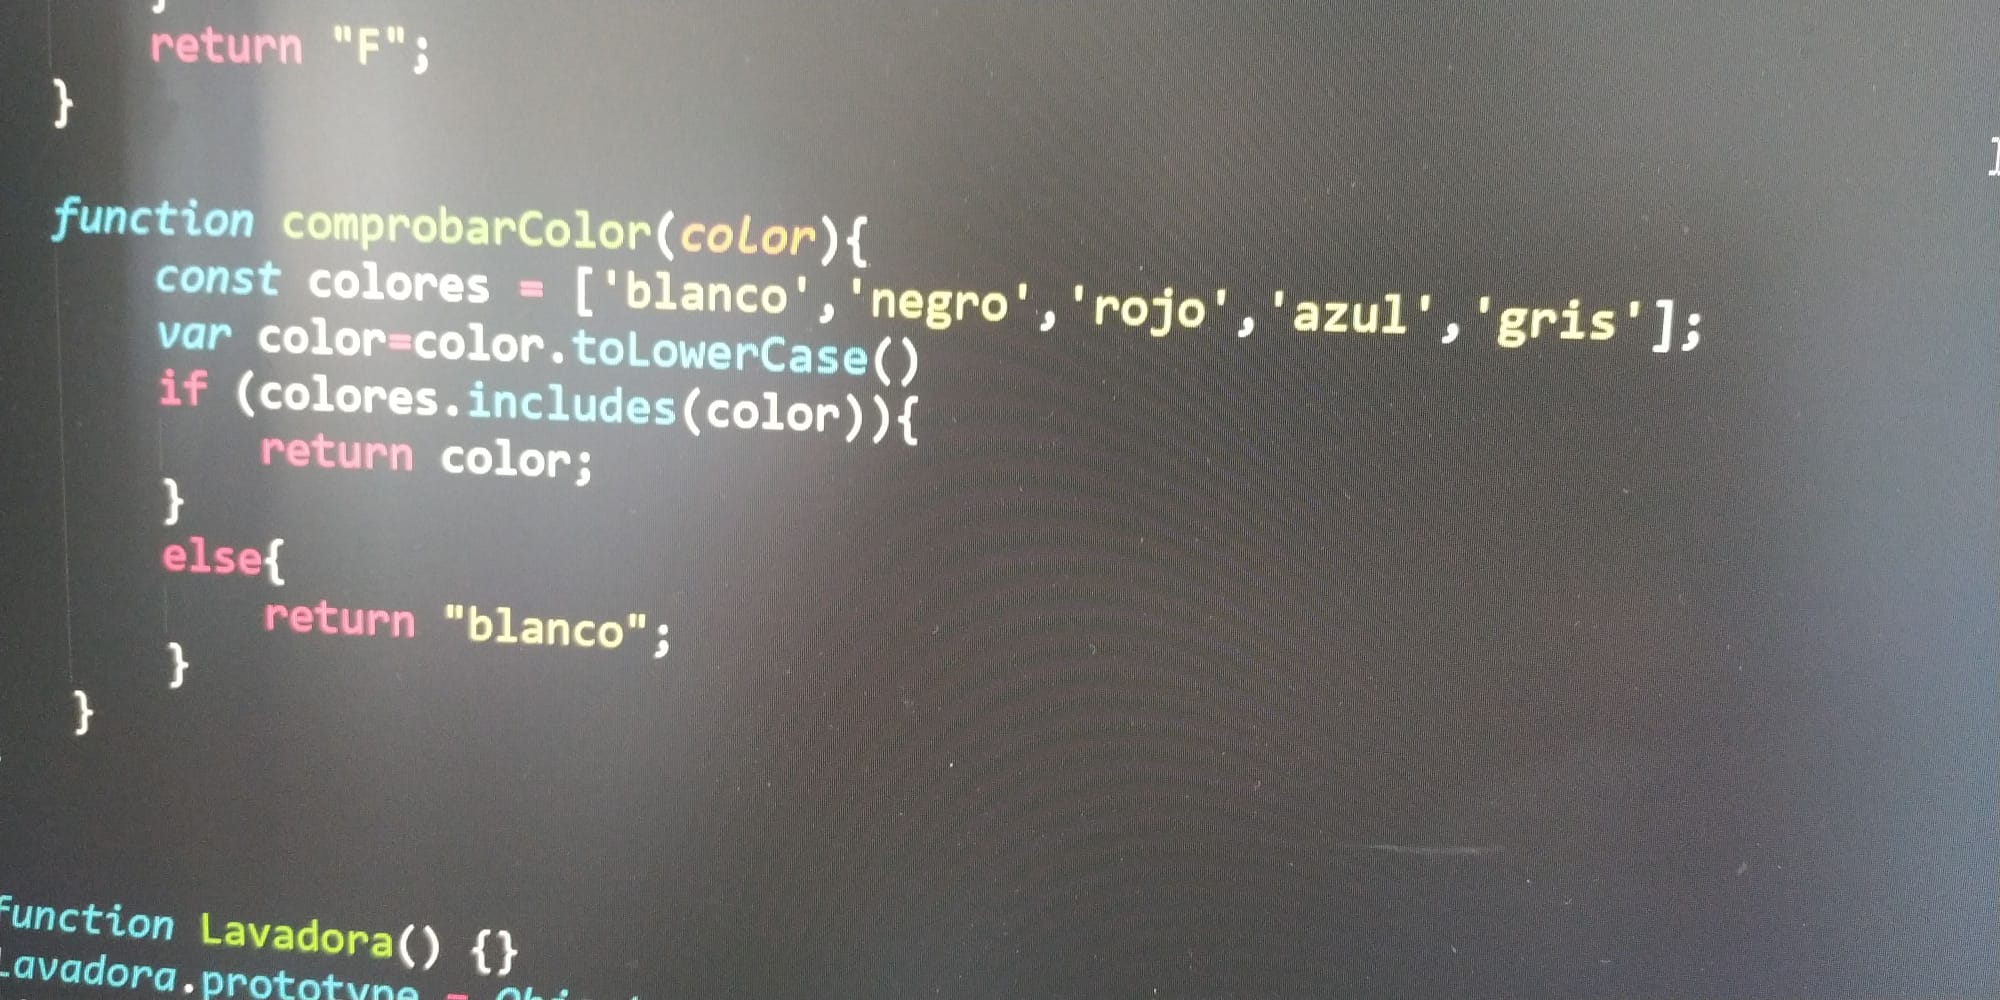 }
return "F";
}
function comprobarColor(color){
const colores = ['blanco','negro','rojo','azul','gris'];
var color=color.toLowerCase()
if (colores.includes(color)){
return color;
}
else{
return "blanco";
}
}
function Lavadora() {}
Lavadora.prototype =